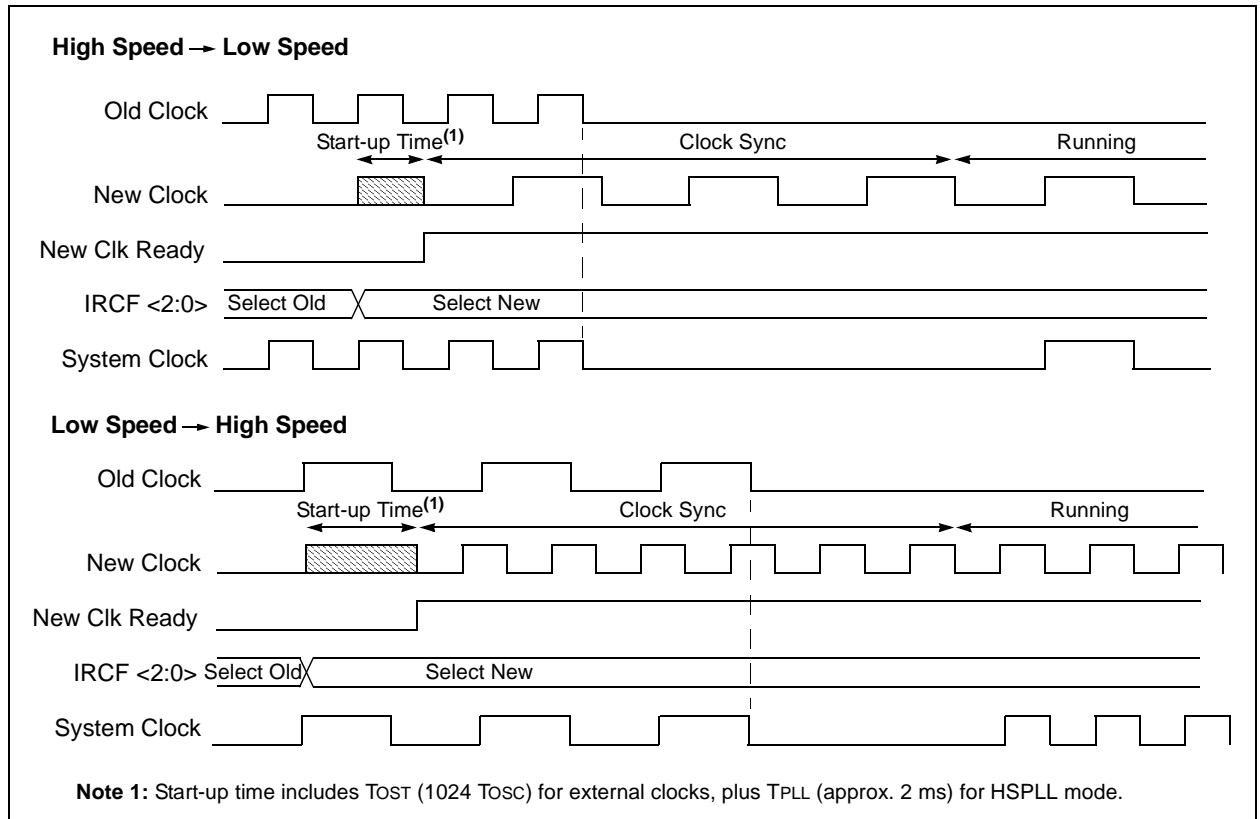 High Speed → Low Speed
Old Clock
Start-up Time(1) Clock Sync Running
New Clock
New Clk Ready
IRCF <2:0> Select Old Select New
System Clock
Low Speed → High Speed
Old Clock
Start-up Time(1) Clock Sync Running
New Clock
New Clk Ready
IRCF <2:0> Select Old Select New
System Clock
Note 1: Start-up time includes TOST (1024 TOSC) for external clocks, plus TPLL (approx. 2 ms) for HSPLL mode.